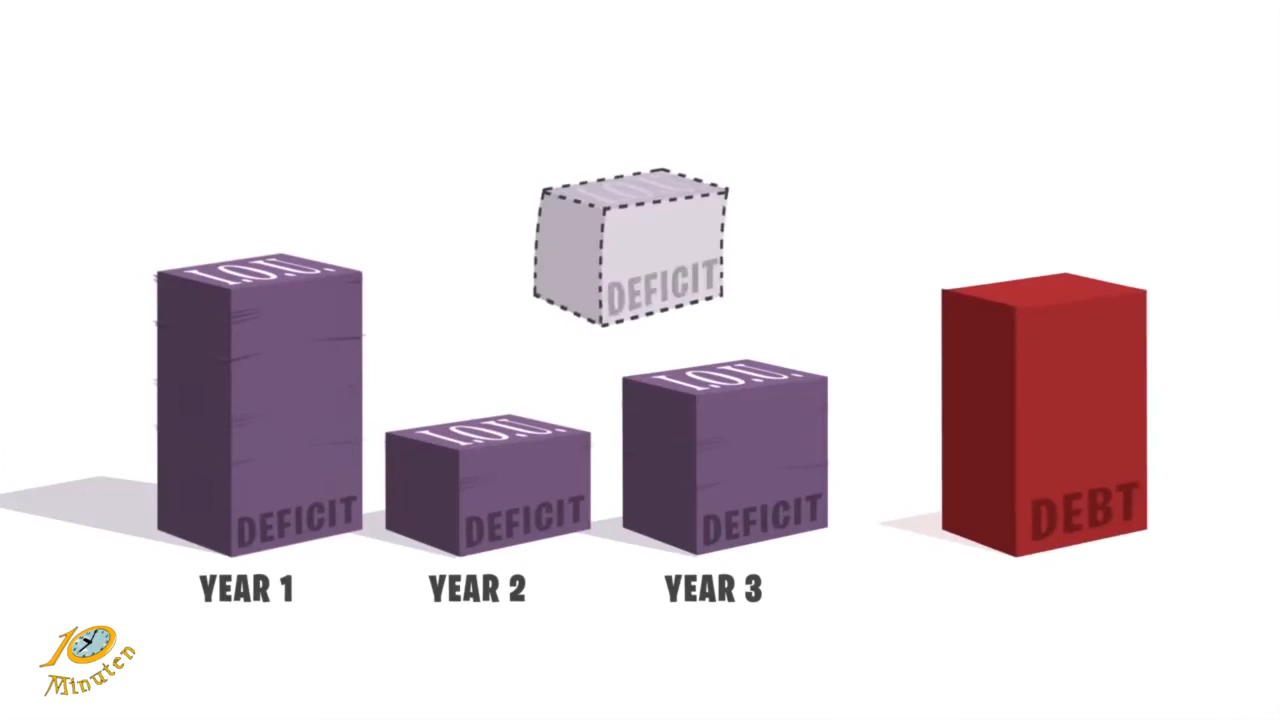 I.O.U.
DEFICIT
I.O.U.
DEFICIT
I.O.U.
DEFICIT
I.O.U.
DEFICIT
DEBT
YEAR 1
YEAR 2
YEAR 3
10
Minuten